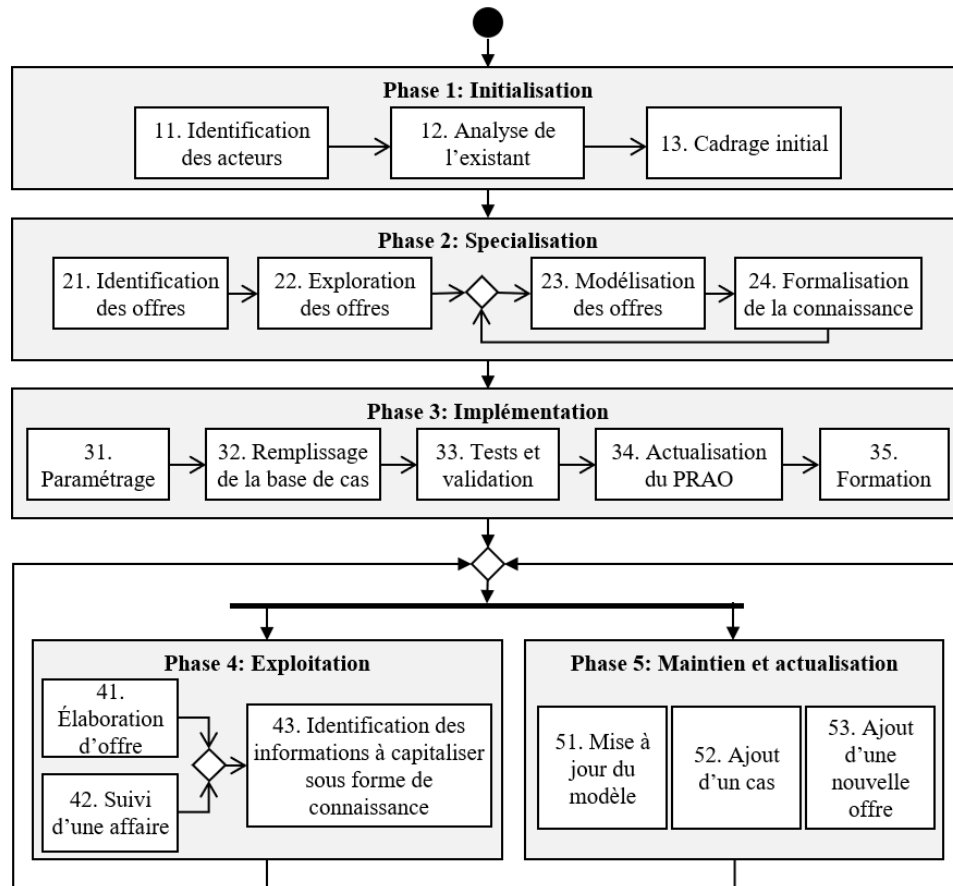 Phase 1: Initialisation
11. Identification
des acteurs
12. Analyse de
l'existant
13. Cadrage initial
Phase 2: Specialisation
21. Identification
des offres
22. Exploration
des offres
23. Modélisation
des offres
24. Formalisation
de la connaissance
Phase 3: Implémentation
31.
Paramétrage
32. Remplissage
de la base de cas
33. Tests et
validation
34. Actualisation
du PRAO
35.
Formation
Phase 4: Exploitation
41.
Élaboration
d'offre
42. Suivi
d'une affaire
43. Identification des
informations à capitaliser
sous forme de
connaissance
Phase 5: Maintien et actualisation
51. Mise à
jour du
modèle
52. Ajout
d'un cas
53. Ajout
d'une
nouvelle
offre